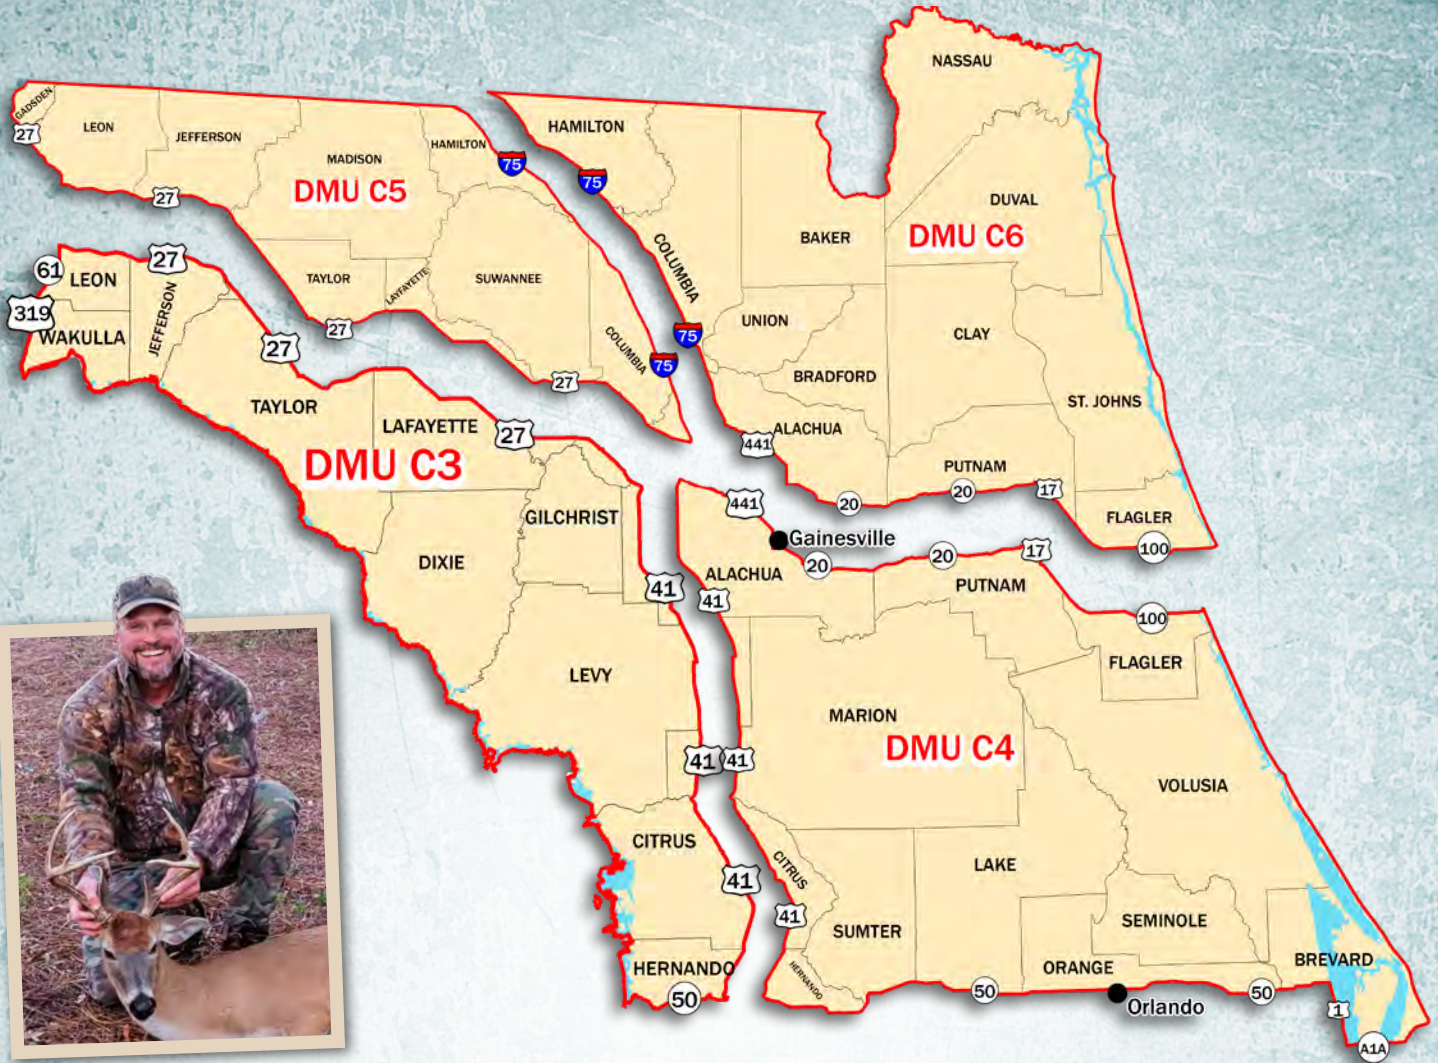 GADSDEN
27
LEON
JEFFERSON
MADISON
HAMILTON
75
DMU C5
27
TAYLOR
LAYFAYETTE
SUWANNEE
COLUMBIA
27
27
75
HAMILTON
75
NASSAU
DUVAL
BAKER
DMU C6
COLUMBIA
UNION
75
CLAY
BRADFORD
ST. JOHNS
441
ALACHUA
PUTNAM
20
20
17
FLAGLER
100
61
LEON
27
319
WAKULLA
JEFFERSON
27
TAYLOR
LAFAYETTE
27
DMU C3
GILCHRIST
DIXIE
41
LEVY
41
CITRUS
41
HERNANDO
50
441
Gainesville
20
20
17
ALACHUA
PUTNAM
41
100
FLAGLER
MARION
DMU C4
41
VOLUSIA
CITRUS
LAKE
41
SUMTER
SEMINOLE
HERNANDO
ORANGE
BREVARD
50
50
Orlando
1
A1A